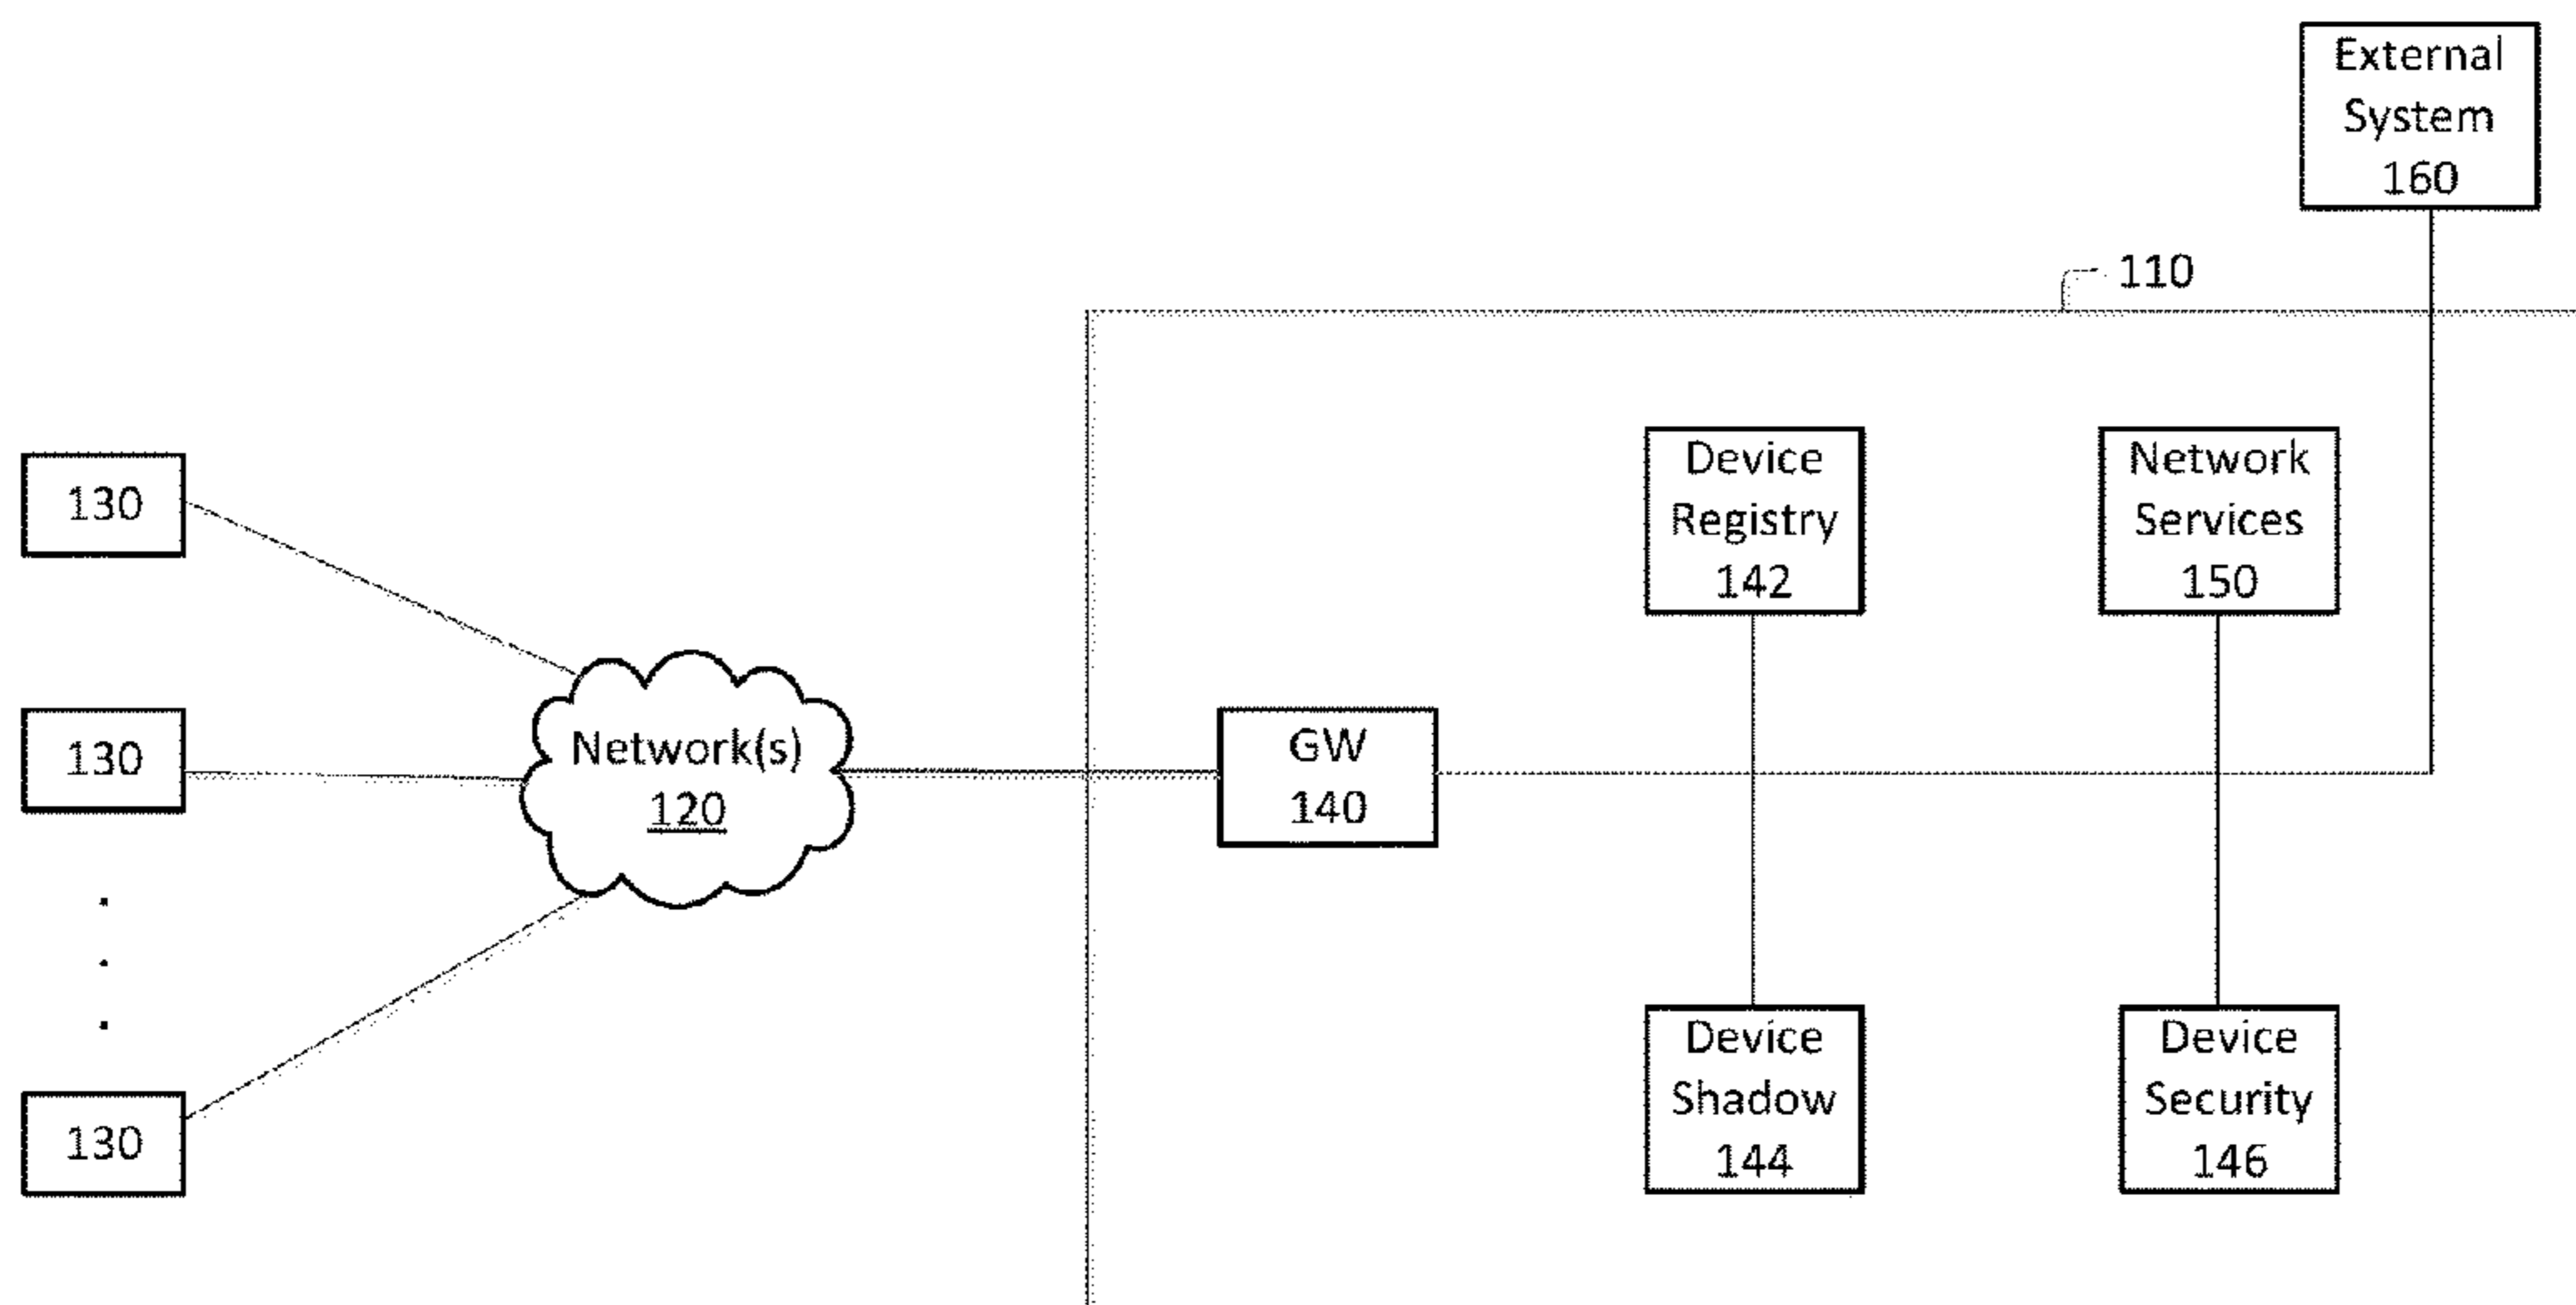 External
System
160
110
Device
Registry
142
Network
Services
150
130
130
Network(s)
120
GW
140
Device
Shadow
144
Device
Security
146
130